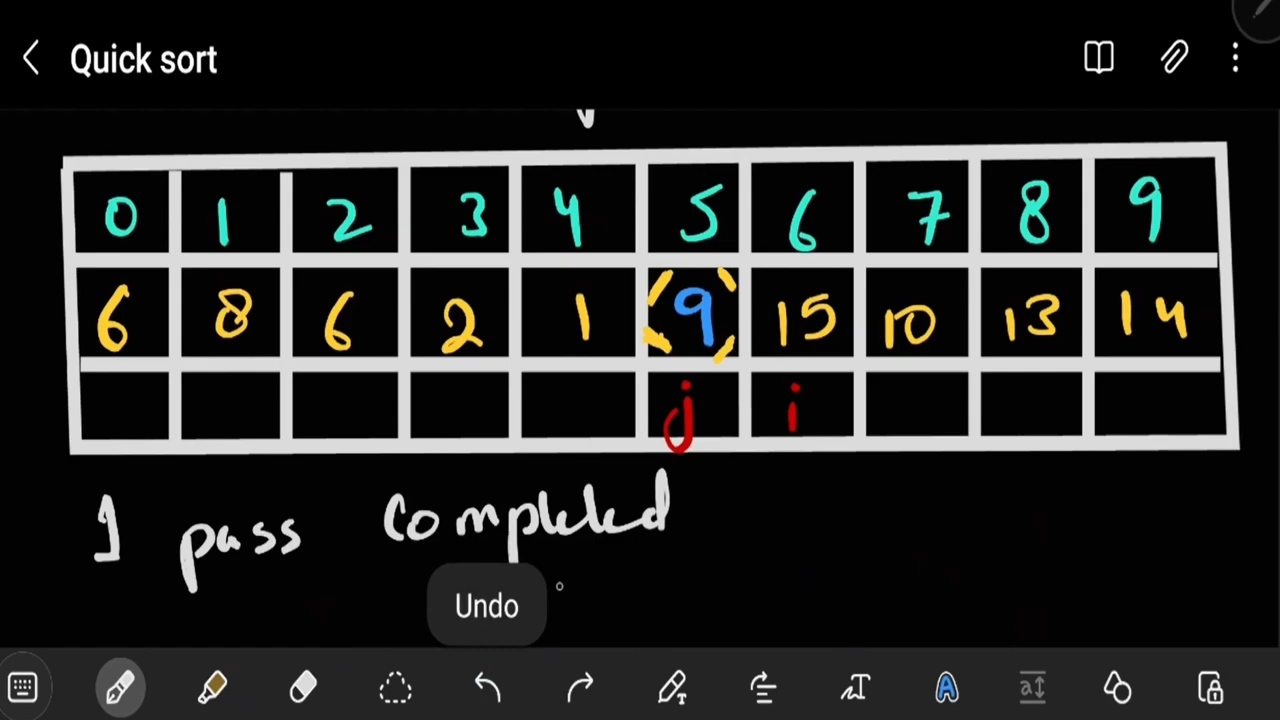 Quick sort
0 1 2 3 4 5 6 7 8 9
6 8 6 2 1 9 15 10 13 14
j i
1 pass completed
Undo
T T A a